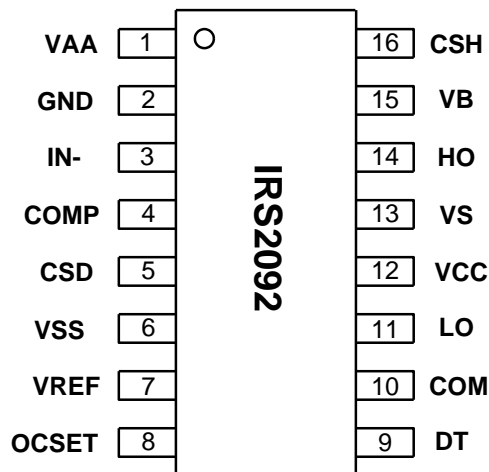 VAA 1 16 CSH
GND 2 15 VB
IN- 3 14 HO
COMP 4 13 VS
CSD 5 12 VCC
VSS 6 11 LO
VREF 7 10 COM
OCSET 8 9 DT
IRS2092